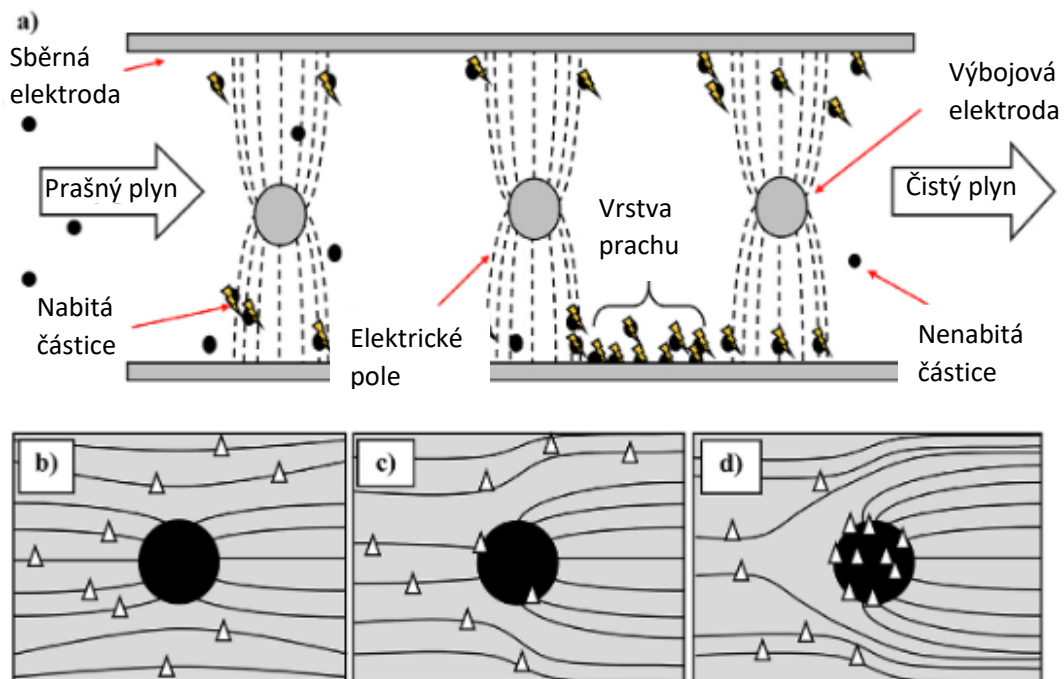 a)
Sběrná
elektroda
Výbojová
elektroda
Prašný plyn
Čistý plyn
Vrstva
prachu
Nabitá
částice
Elektrické
pole
Nenabitá
částice
b)
c)
d)